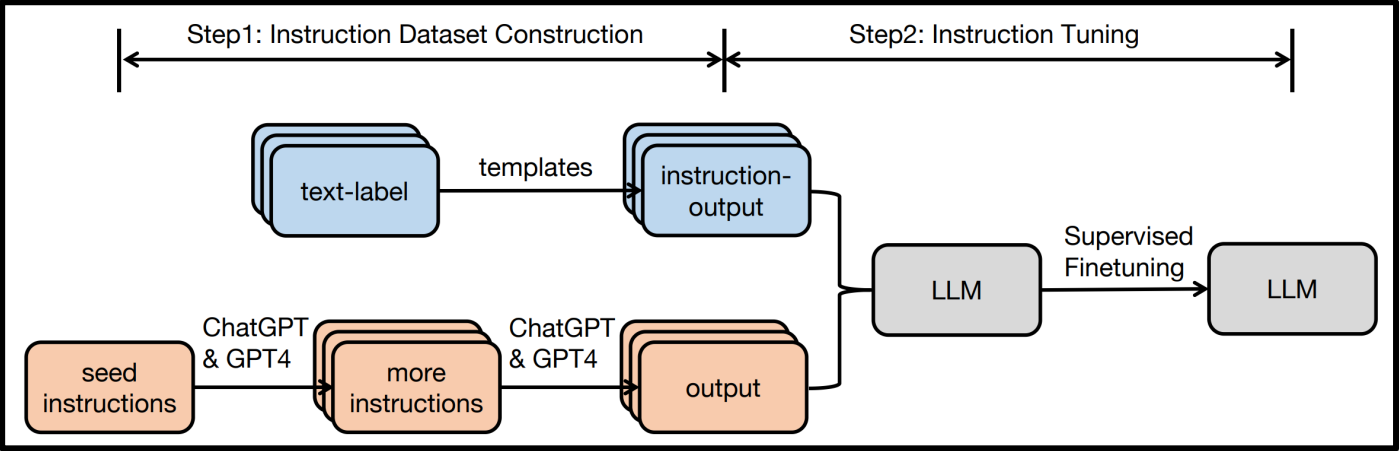 Step1: Instruction Dataset Construction
Step2: Instruction Tuning
text-label
templates
instruction-
output
LLM
Supervised
Finetuning
LLM
seed
instructions
ChatGPT
& GPT4
more
instructions
ChatGPT
& GPT4
output